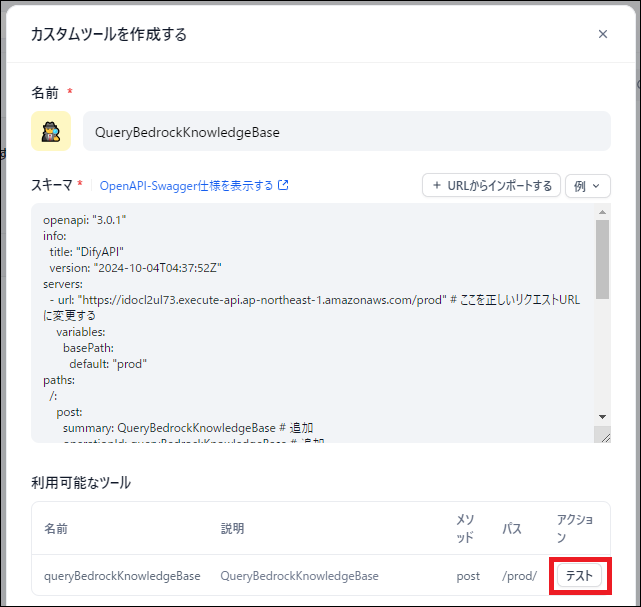 カスタムツールを作成する
名前 *
QueryBedrockKnowledgeBase
スキーマ * OpenAPI-Swagger仕様を表示する
+ URLからインポートする
例
openapi: "3.0.1"
info:
title: "DifyAPI"
version: "2024-10-04T04:37:52Z"
servers:
- url: "https://idocl2ul73.execute-api.ap-northeast-1.amazonaws.com/prod" # ここを正しいリクエストURL
に変更する
variables:
basePath:
default: "prod"
paths:
/:
post:
summary: QueryBedrockKnowledgeBase # 追加
operationId: queryBedrockKnowledgeBase # 追加
利用可能なツール
名前 説明 メソッド パス アクション
queryBedrockKnowledgeBase QueryBedrockKnowledgeBase post /prod/ テスト